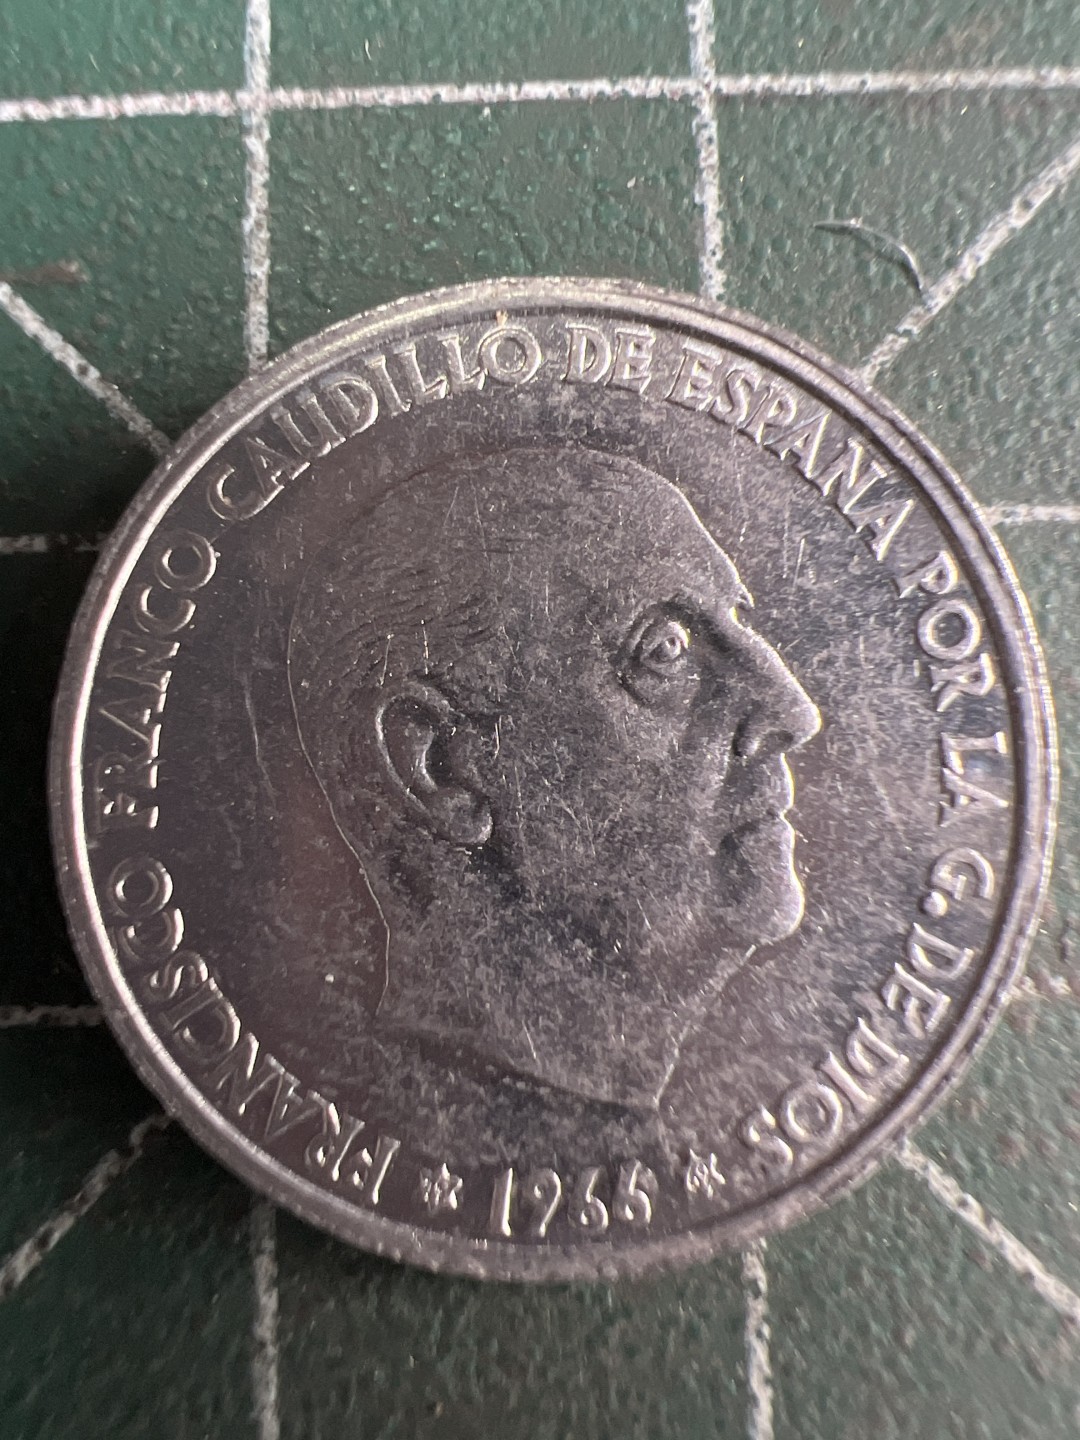 FRANCISCO FRANCO CAUDILLO DE ESPAÑA POR LA G. DE DIOS
1966